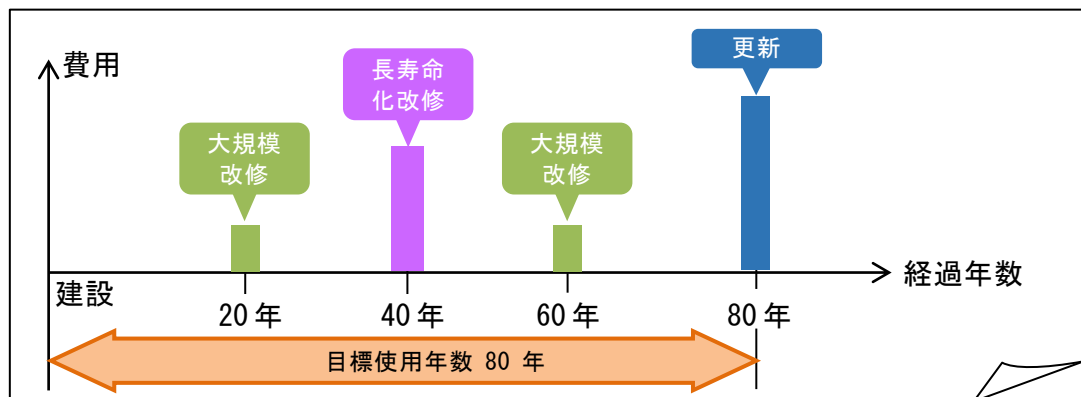 費用
大規模
改修
長寿命
化改修
大規模
改修
更新
経過年数
建設
20年
40年
60年
80年
目標使用年数 80 年